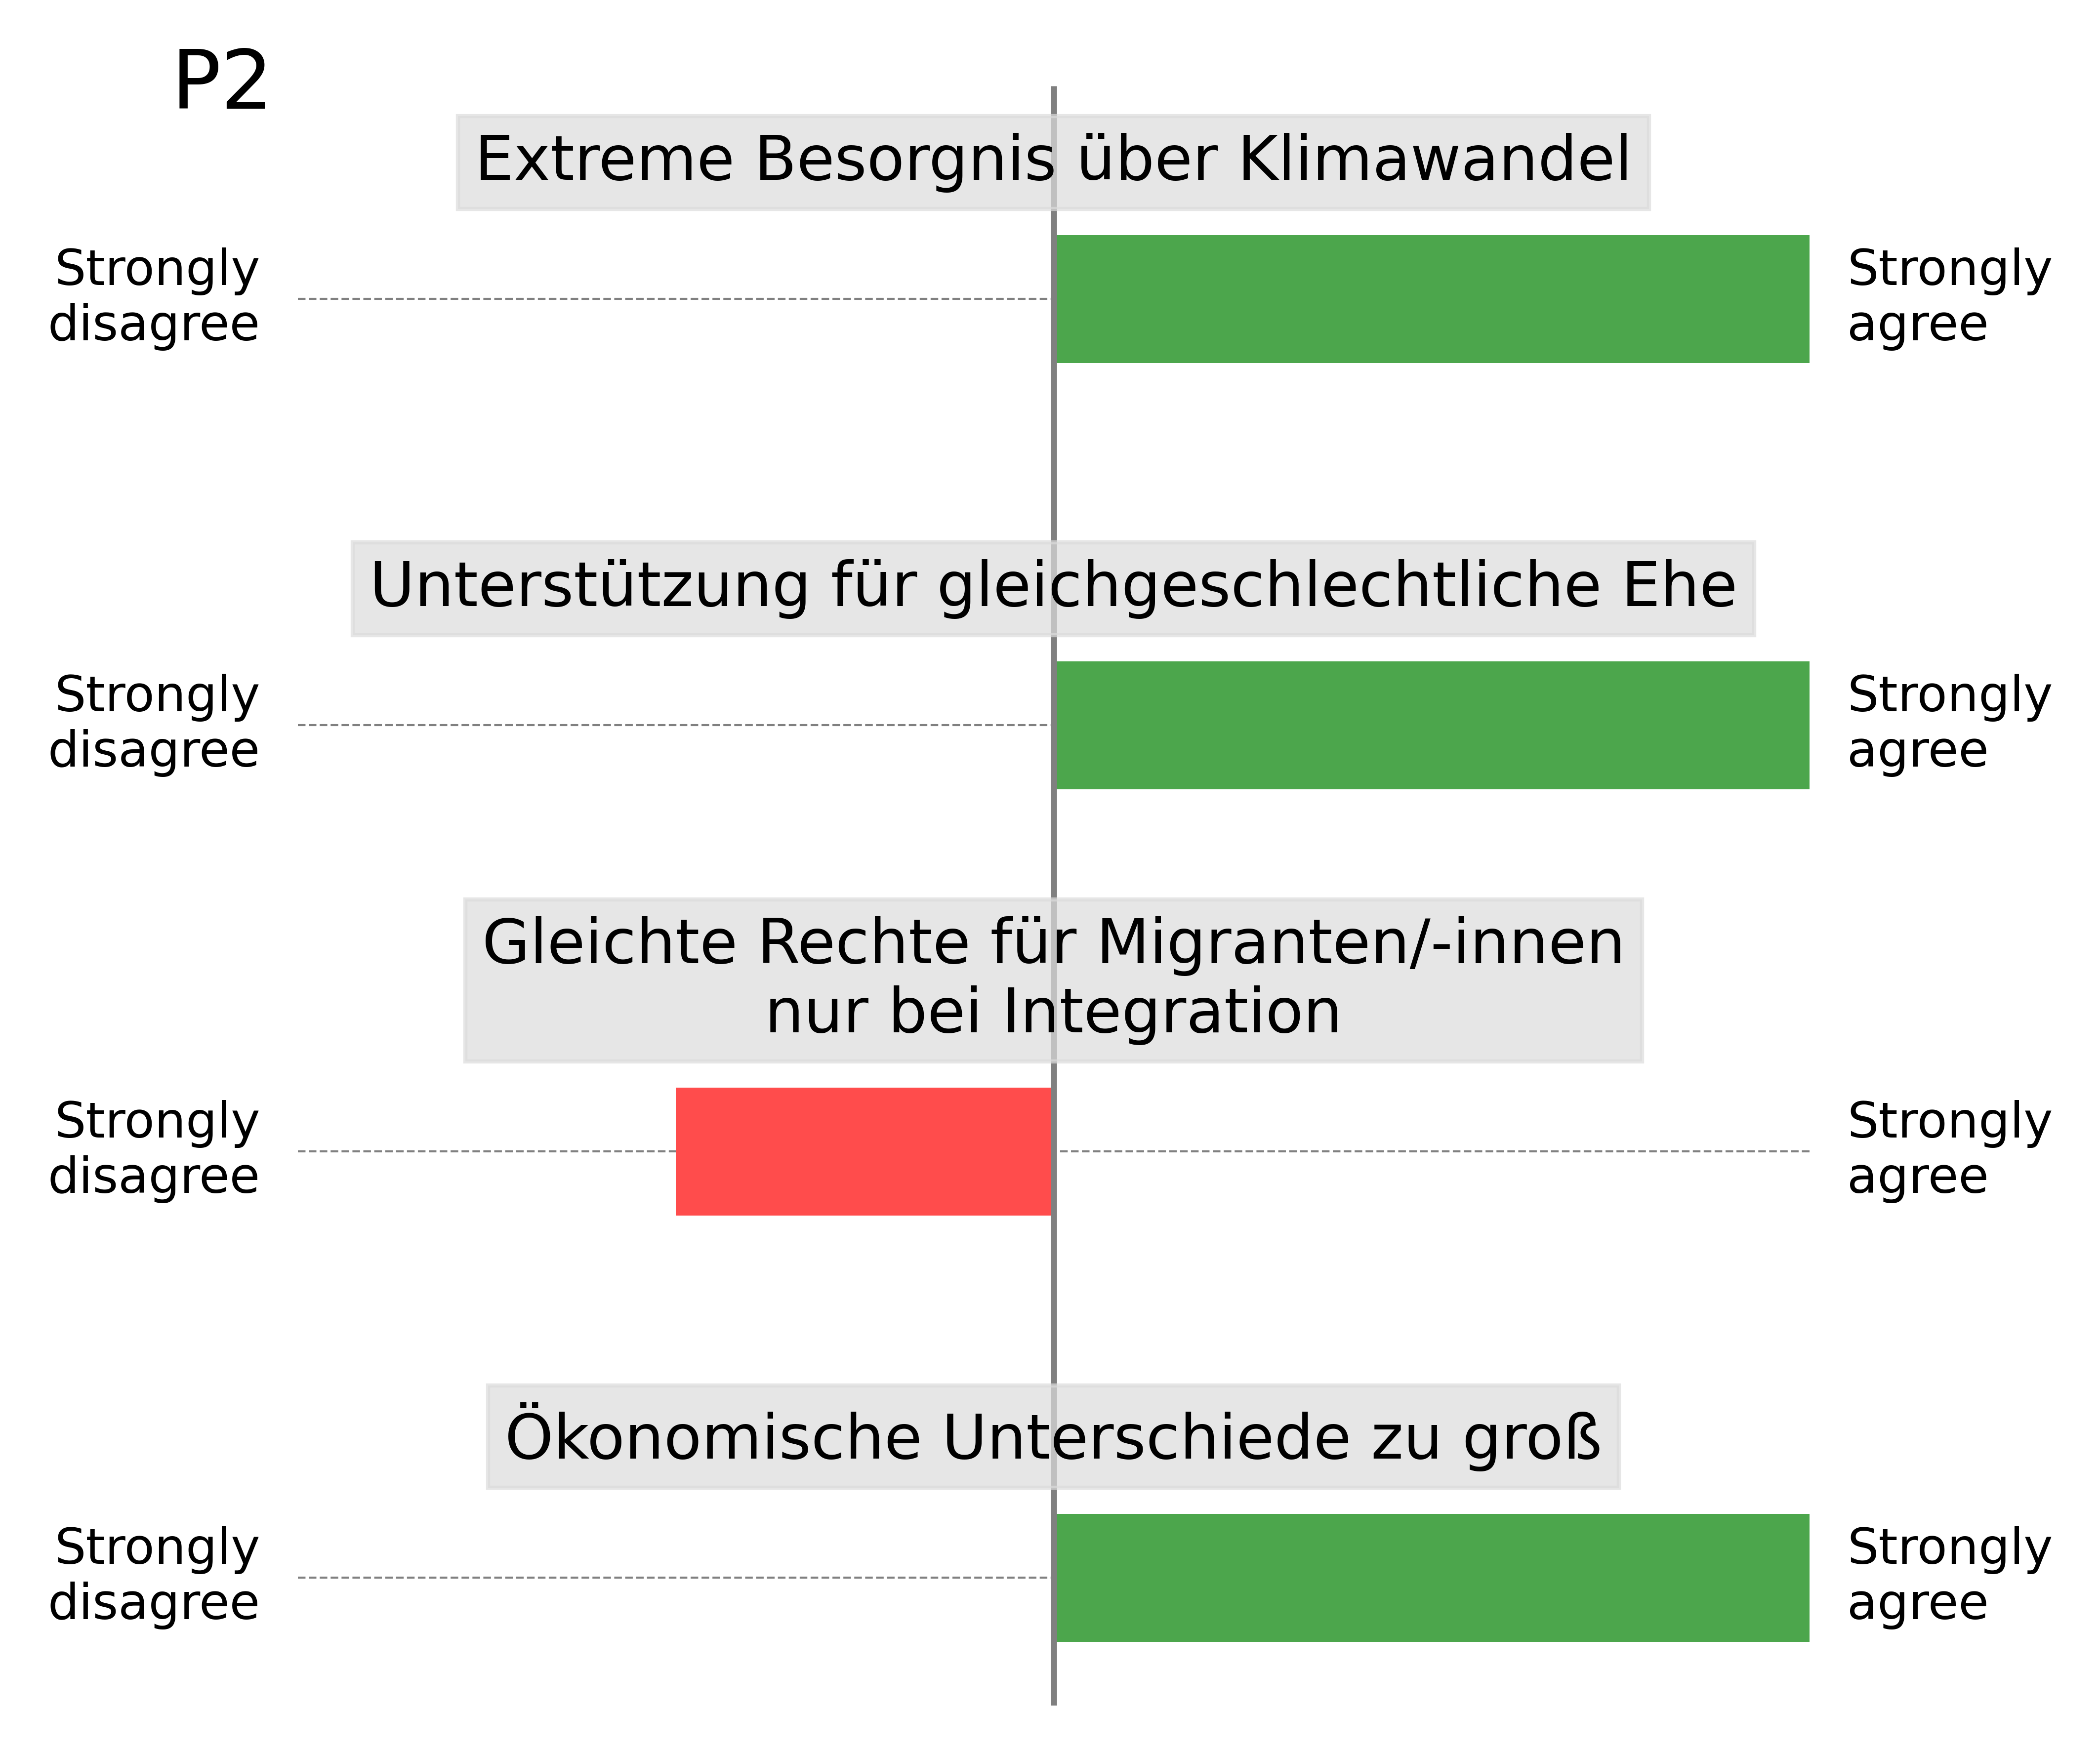 P2
Extreme Besorgnis über Klimawandel
Strongly
disagree
Strongly
agree
Unterstützung für gleichgeschlechtliche Ehe
Strongly
disagree
Strongly
agree
Gleichte Rechte für Migranten/-innen
nur bei Integration
Strongly
disagree
Strongly
agree
Ökonomische Unterschiede zu groß
Strongly
disagree
Strongly
agree